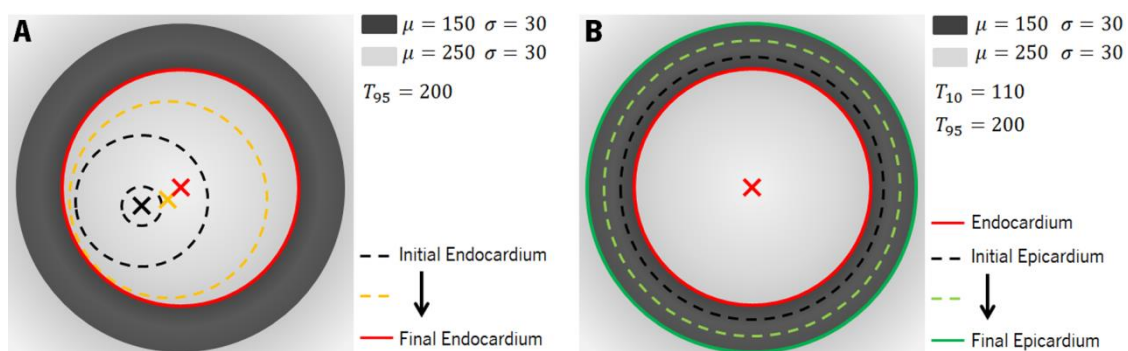 A
μ = 150 σ = 30
μ = 250 σ = 30
T₉₅ = 200
Initial Endocardium
Final Endocardium
B
μ = 150 σ = 30
μ = 250 σ = 30
T₁₀ = 110
T₉₅ = 200
Endocardium
Initial Epicardium
Final Epicardium